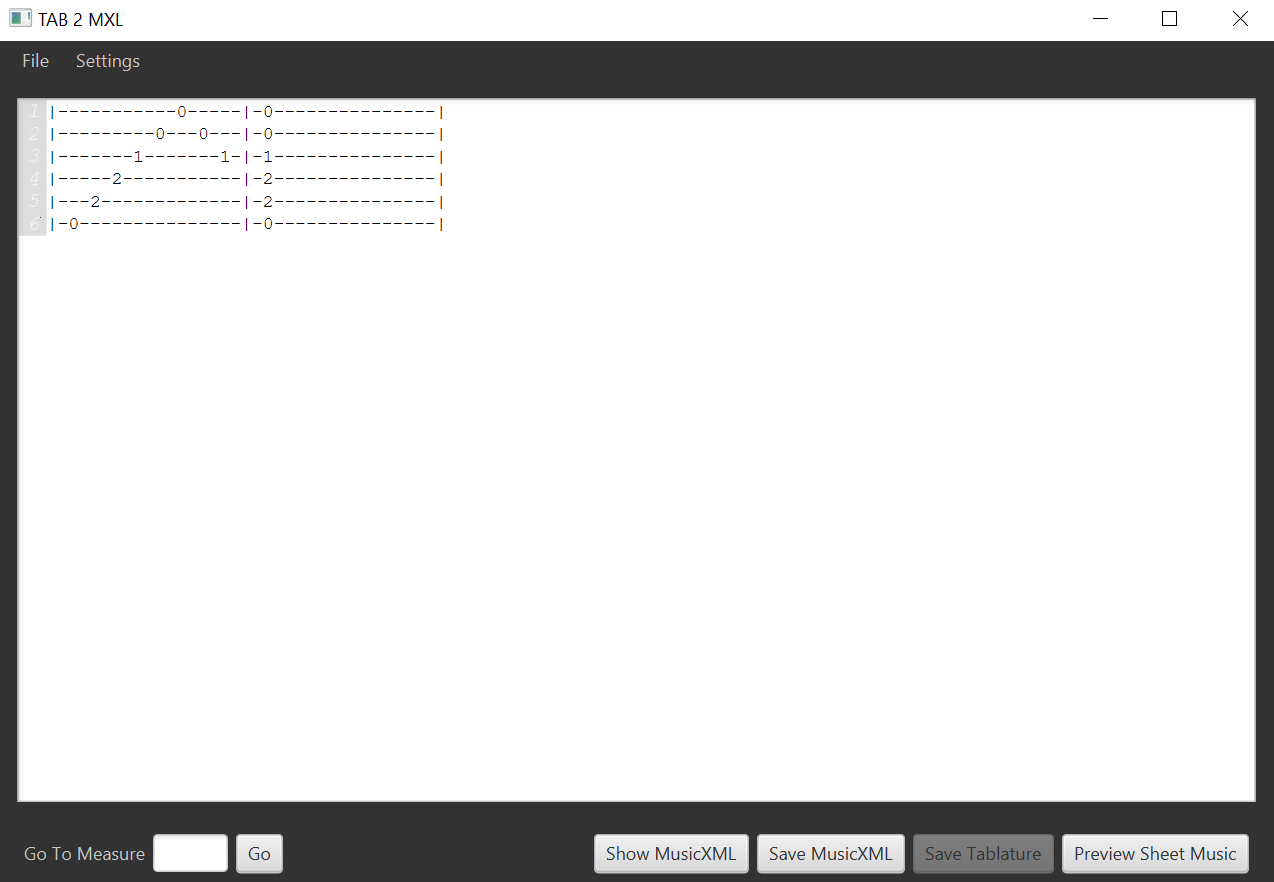 TAB 2 MXL
File Settings
1 |-----------0-----|-0---------------|
2 |---------0---0---|-0---------------|
3 |-------1-------1-|-1---------------|
4 |-----2-----------|-2---------------|
5 |---2-------------|-2---------------|
6 |-0---------------|-0---------------|
Go To Measure Go Show MusicXML Save MusicXML Save Tablature Preview Sheet Music